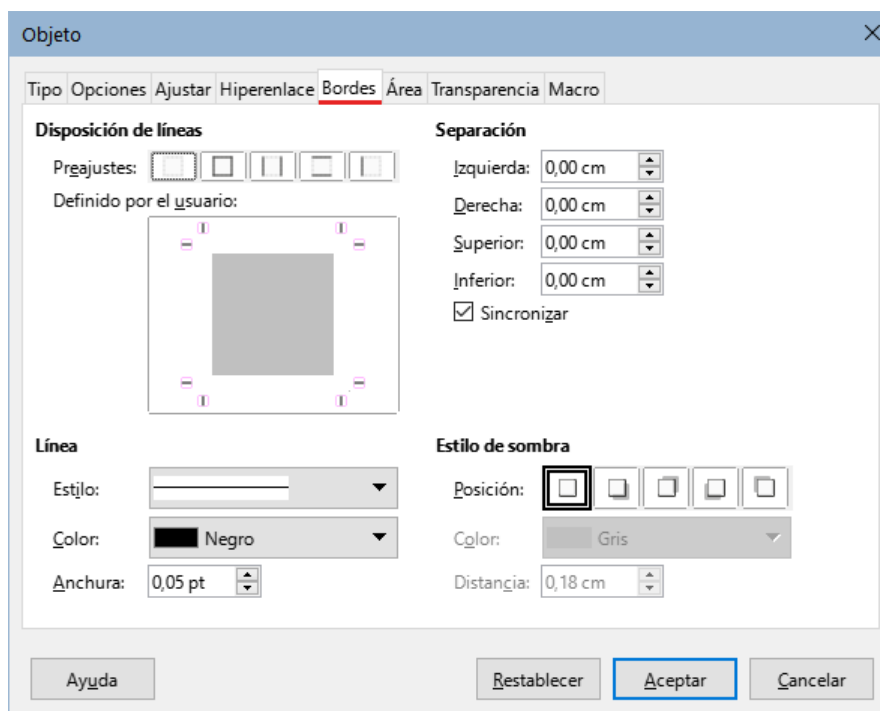 Objeto
Tipo Opciones Ajustar Hiperenlace Bordes Área Transparencia Macro
Disposición de líneas
Preajustes:
Definido por el usuario:
Separación
Izquierda: 0,00 cm
Derecha: 0,00 cm
Superior: 0,00 cm
Inferior: 0,00 cm
Sincronizar
Línea
Estilo:
Color: Negro
Anchura: 0,05 pt
Estilo de sombra
Posición:
Color: Gris
Distancia: 0,18 cm
Ayuda Restablecer Aceptar Cancelar